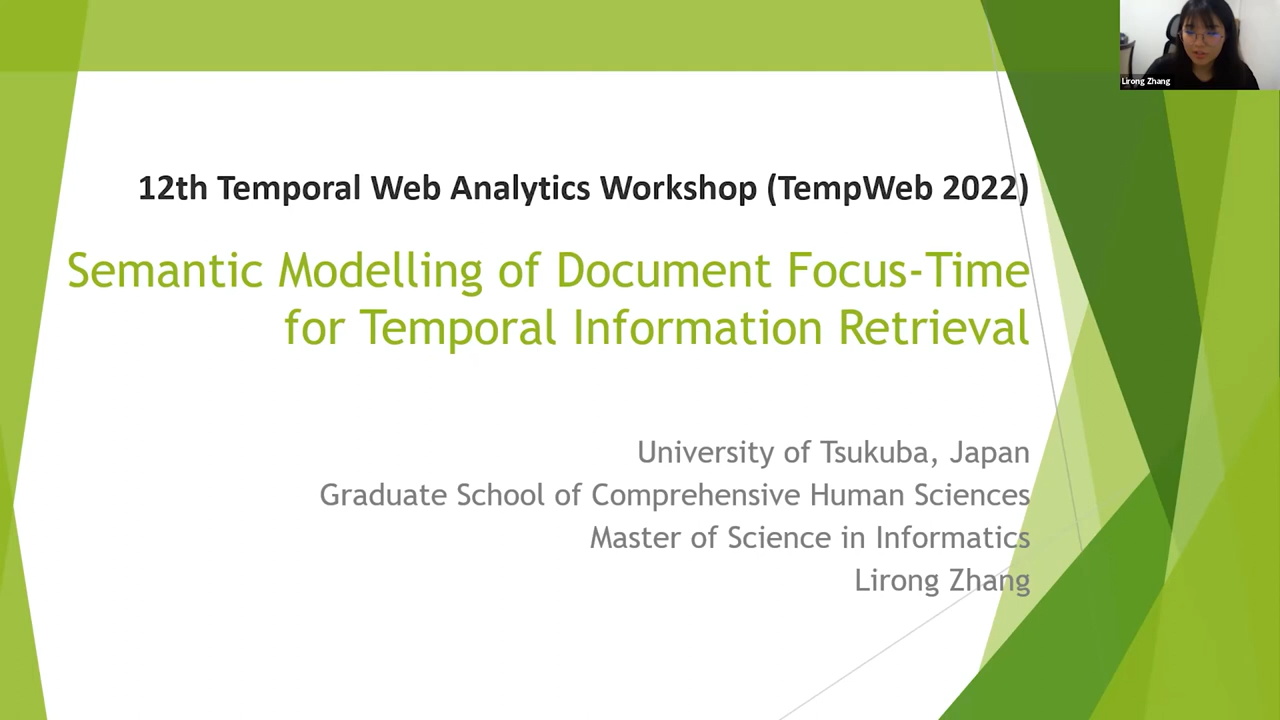 Lirong Zhang
12th Temporal Web Analytics Workshop (TempWeb 2022)
Semantic Modelling of Document Focus-Time
for Temporal Information Retrieval
University of Tsukuba, Japan
Graduate School of Comprehensive Human Sciences
Master of Science in Informatics
Lirong Zhang